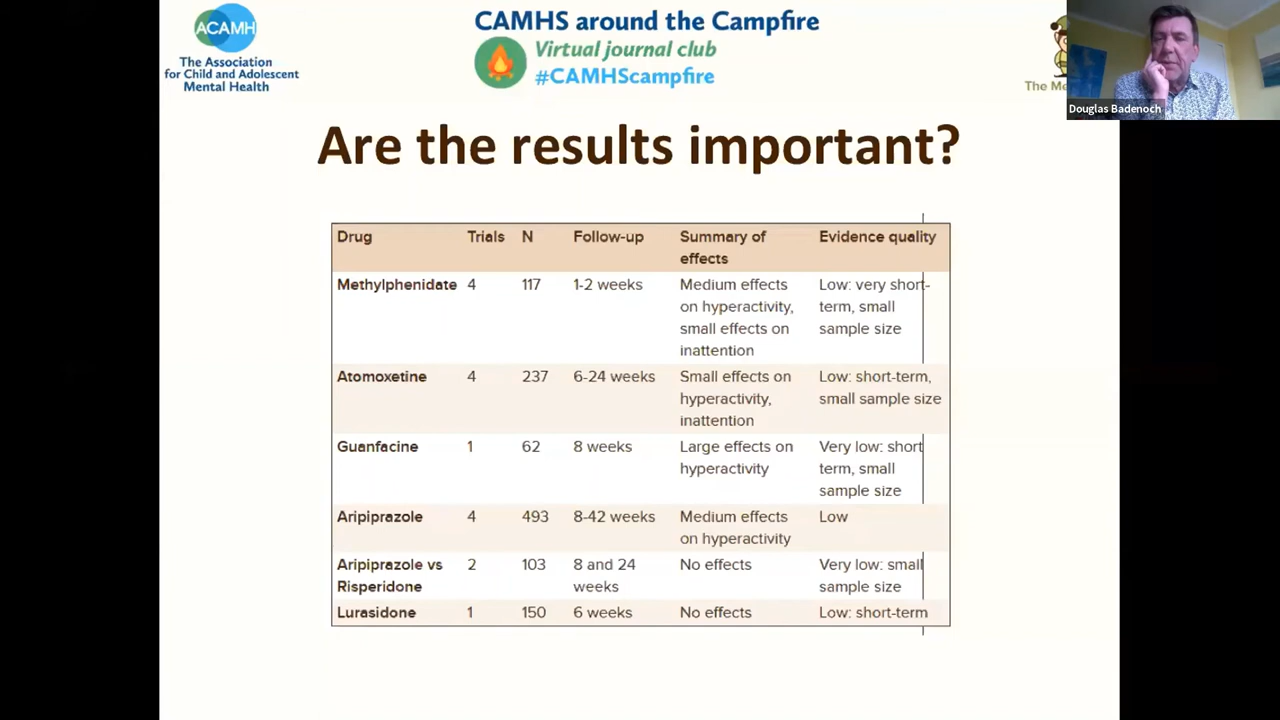 ACAMH
The Association
for Child and Adolescent
Mental Health
CAMHS around the Campfire
Virtual journal club
#CAMHScampfire
Douglas Badenoch
Are the results important?
Drug Trials N Follow-up Summary of effects Evidence quality
Methylphenidate 4 117 1-2 weeks Medium effects on hyperactivity, small effects on inattention Low: very short-term, small sample size
Atomoxetine 4 237 6-24 weeks Small effects on hyperactivity, inattention Low: short-term, small sample size
Guanfacine 1 62 8 weeks Large effects on hyperactivity Very low: short term, small sample size
Aripiprazole 4 493 8-42 weeks Medium effects on hyperactivity Low
Aripiprazole vs Risperidone 2 103 8 and 24 weeks No effects Very low: small sample size
Lurasidone 1 150 6 weeks No effects Low: short-term